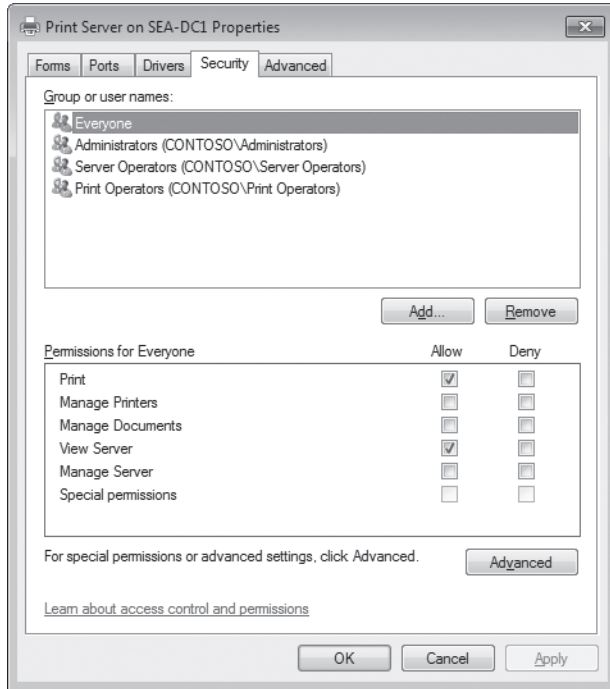 Print Server on SEA-DC1 Properties
Forms Ports Drivers Security Advanced
Group or user names:
Everyone
Administrators (CONTOSO\Administrators)
Server Operators (CONTOSO\Server Operators)
Print Operators (CONTOSO\Print Operators)
Add... Remove
Permissions for Everyone Allow Deny
Print
Manage Printers
Manage Documents
View Server
Manage Server
Special permissions
For special permissions or advanced settings, click Advanced. Advanced
Learn about access control and permissions
OK Cancel Apply